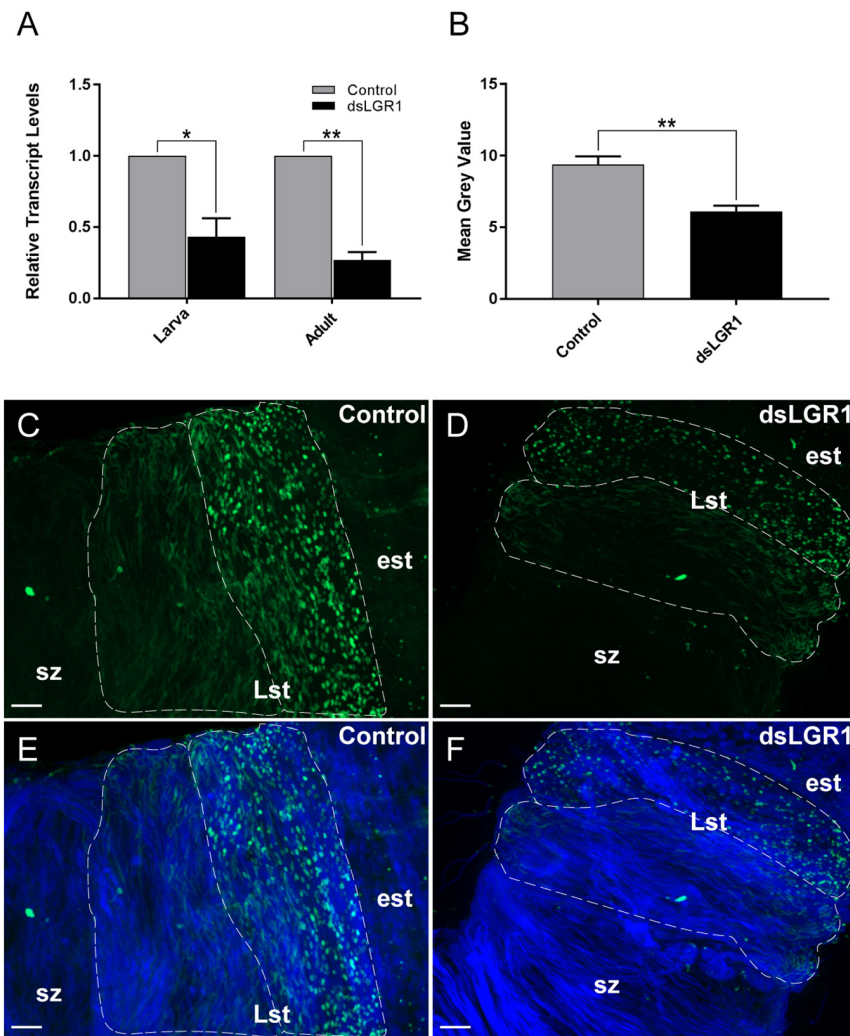 A
Relative Transcript Levels
1.5
1.0
0.5
0.0
Control
dsLGR1
*
**
Larva
Adult
B
Mean Grey Value
15
10
5
0
**
Control
dsLGR1
C
Control
est
sz
Lst
D
dsLGR1
est
Lst
sz
E
Control
est
sz
Lst
F
dsLGR1
est
Lst
sz